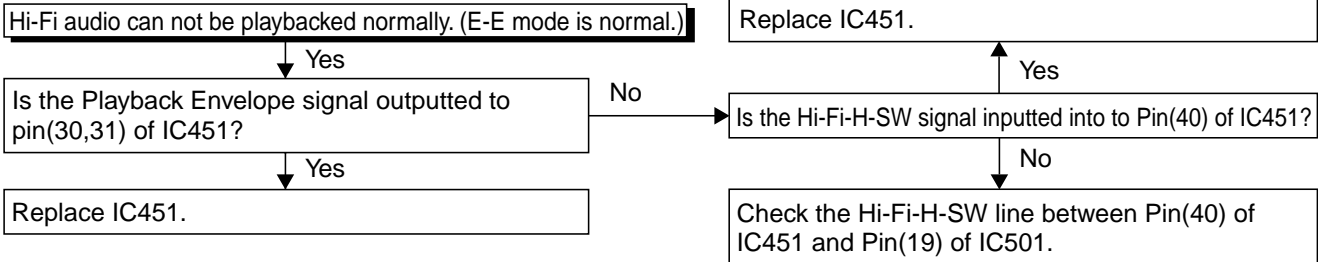 Hi-Fi audio can not be playbacked normally. (E-E mode is normal.)
Yes
Is the Playback Envelope signal outputted to
pin(30,31) of IC451?
Yes
Replace IC451.
No
Replace IC451.
Yes
Is the Hi-Fi-H-SW signal inputted into to Pin(40) of IC451?
No
Check the Hi-Fi-H-SW line between Pin(40) of
IC451 and Pin(19) of IC501.